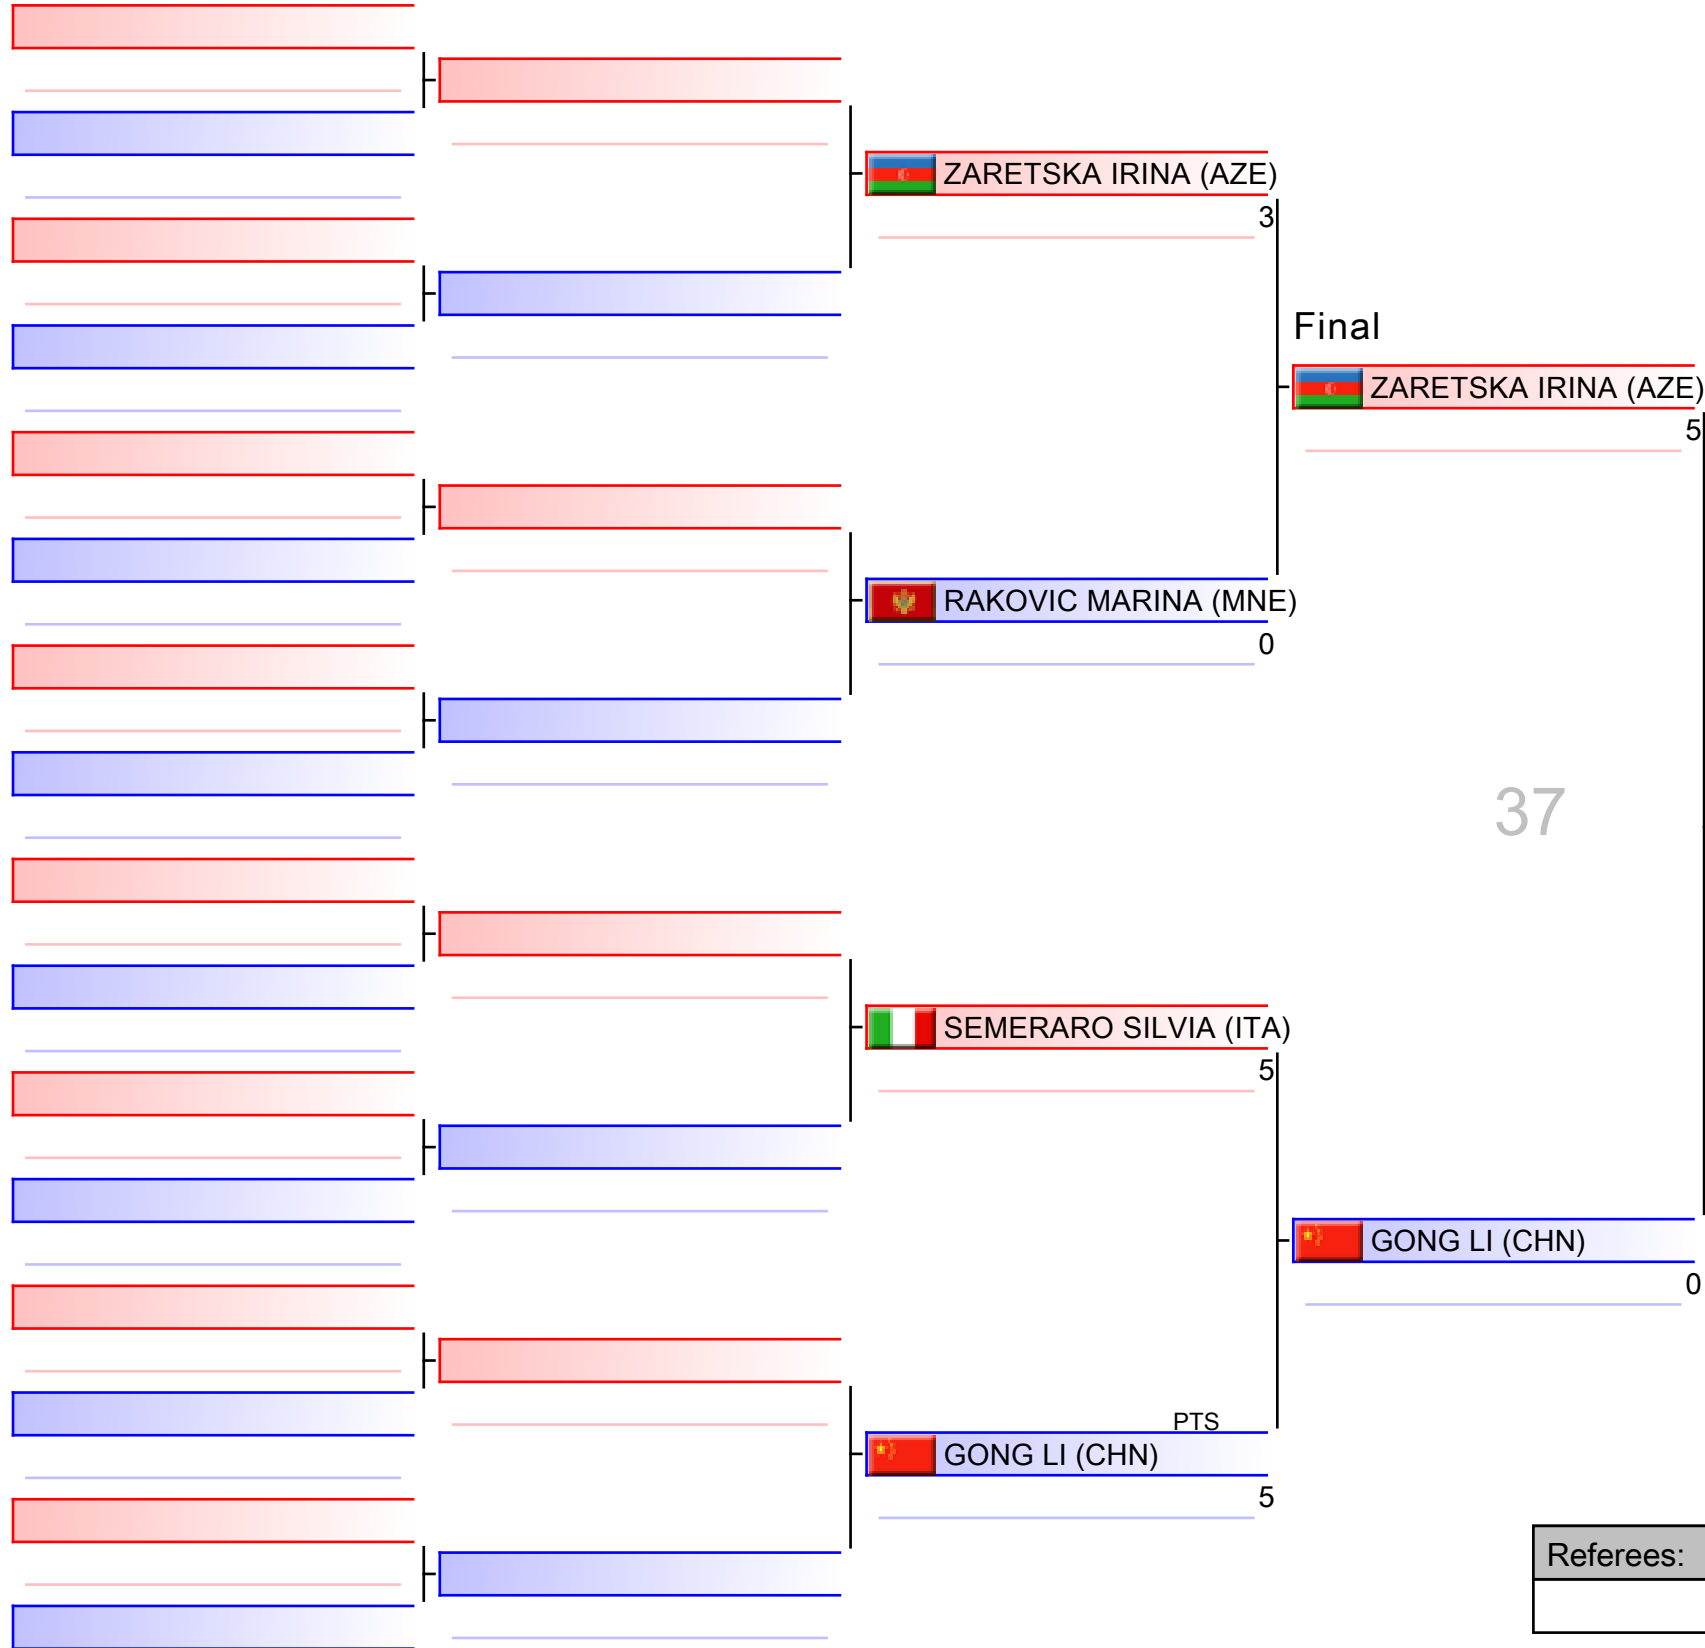 ZARETSKA IRINA (AZE)
3
Final
ZARETSKA IRINA (AZE)
5
RAKOVIC MARINA (MNE)
0
37
SEMERARO SILVIA (ITA)
5
GONG LI (CHN)
0
PTS
GONG LI (CHN)
5
Referees: